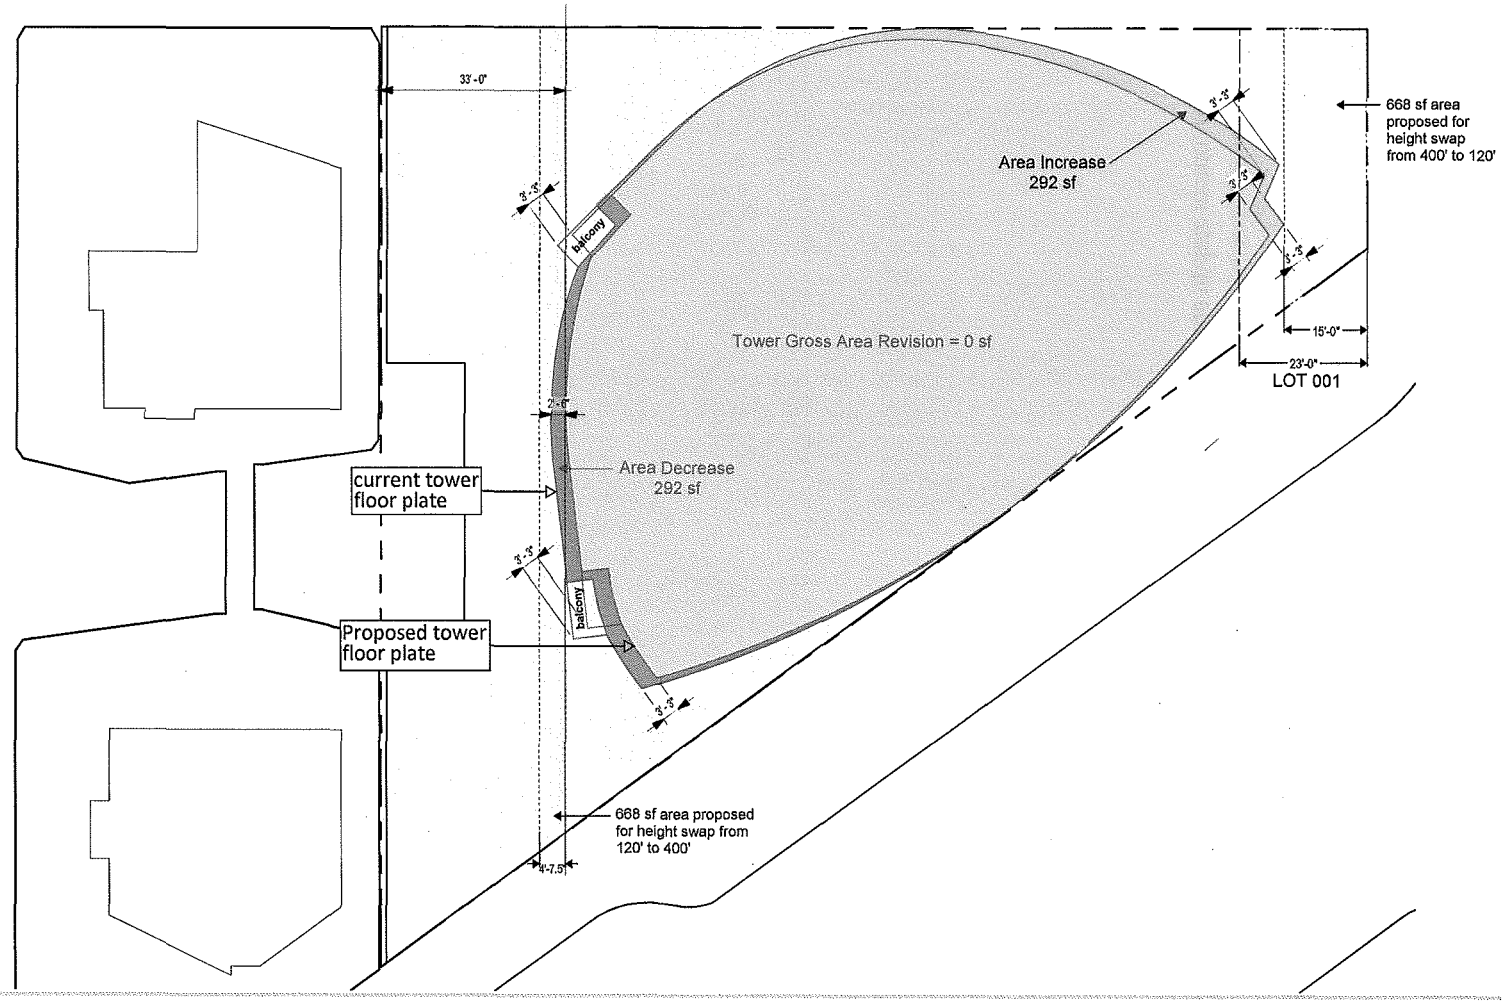 33'-0"
3'-3"
668 sf area
proposed for
height swap
from 400' to 120'
Area Increase
292 sf
3'-3"
3'-3"
balcony
3'-3"
Tower Gross Area Revision = 0 sf
15'-0"
23'-0"
LOT 001
2'-6"
Area Decrease
292 sf
current tower
floor plate
3'-3"
balcony
Proposed tower
floor plate
3'-3"
668 sf area proposed
for height swap from
120' to 400'
4'-7.5"